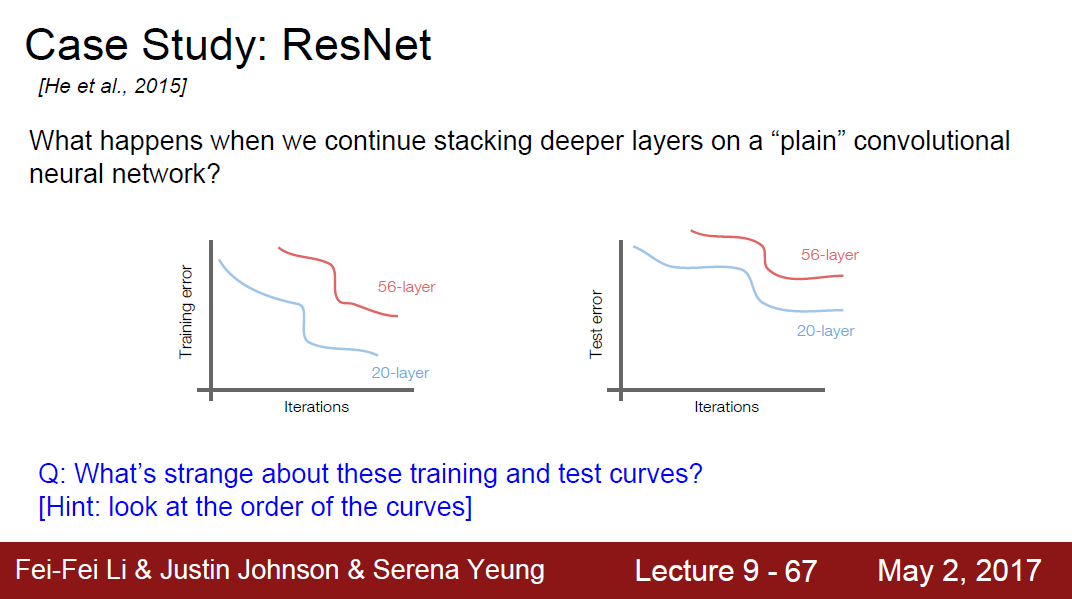 Case Study: ResNet
[He et al., 2015]
What happens when we continue stacking deeper layers on a “plain” convolutional
neural network?
Training error
56-layer
20-layer
Iterations
Test error
56-layer
20-layer
Iterations
Q: What’s strange about these training and test curves?
[Hint: look at the order of the curves]
Fei-Fei Li & Justin Johnson & Serena Yeung
Lecture 9 - 67
May 2, 2017